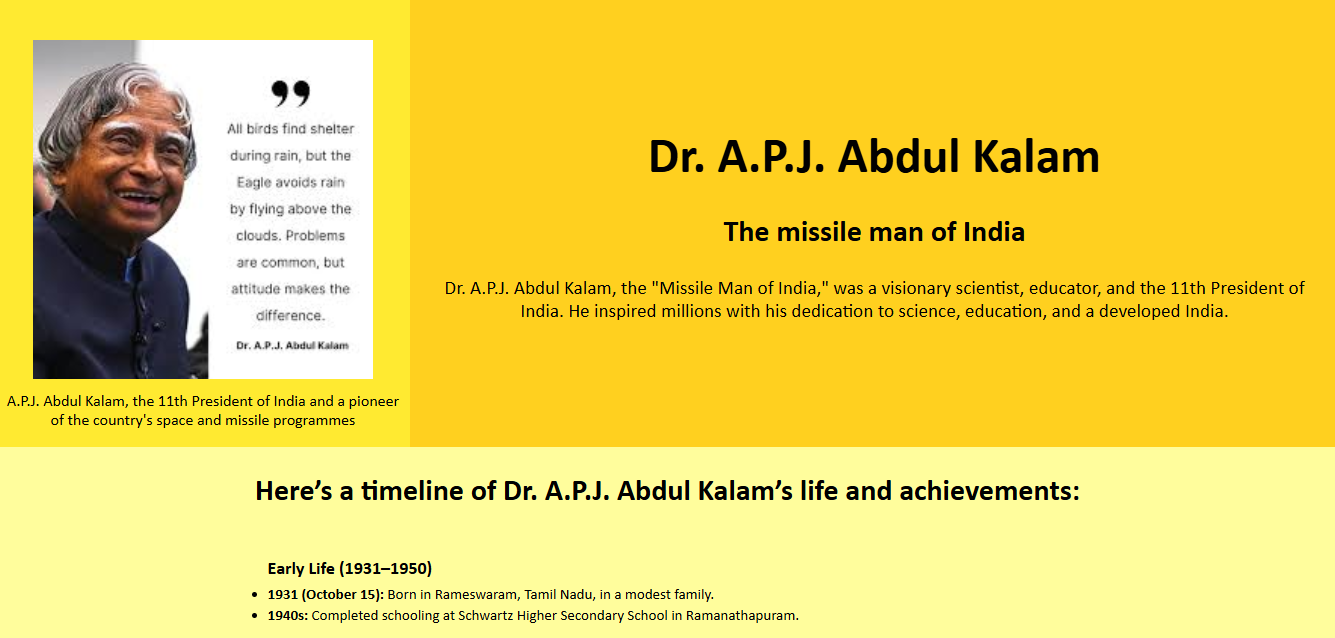 ”
All birds find shelter
during rain, but the
Eagle avoids rain
by flying above the
clouds. Problems
are common, but
attitude makes the
difference.
Dr. A.P.J. Abdul Kalam
A.P.J. Abdul Kalam, the 11th President of India and a pioneer
of the country's space and missile programmes
Dr. A.P.J. Abdul Kalam
The missile man of India
Dr. A.P.J. Abdul Kalam, the "Missile Man of India," was a visionary scientist, educator, and the 11th President of
India. He inspired millions with his dedication to science, education, and a developed India.
Here’s a timeline of Dr. A.P.J. Abdul Kalam’s life and achievements:
Early Life (1931–1950)
• 1931 (October 15): Born in Rameswaram, Tamil Nadu, in a modest family.
• 1940s: Completed schooling at Schwartz Higher Secondary School in Ramanathapuram.